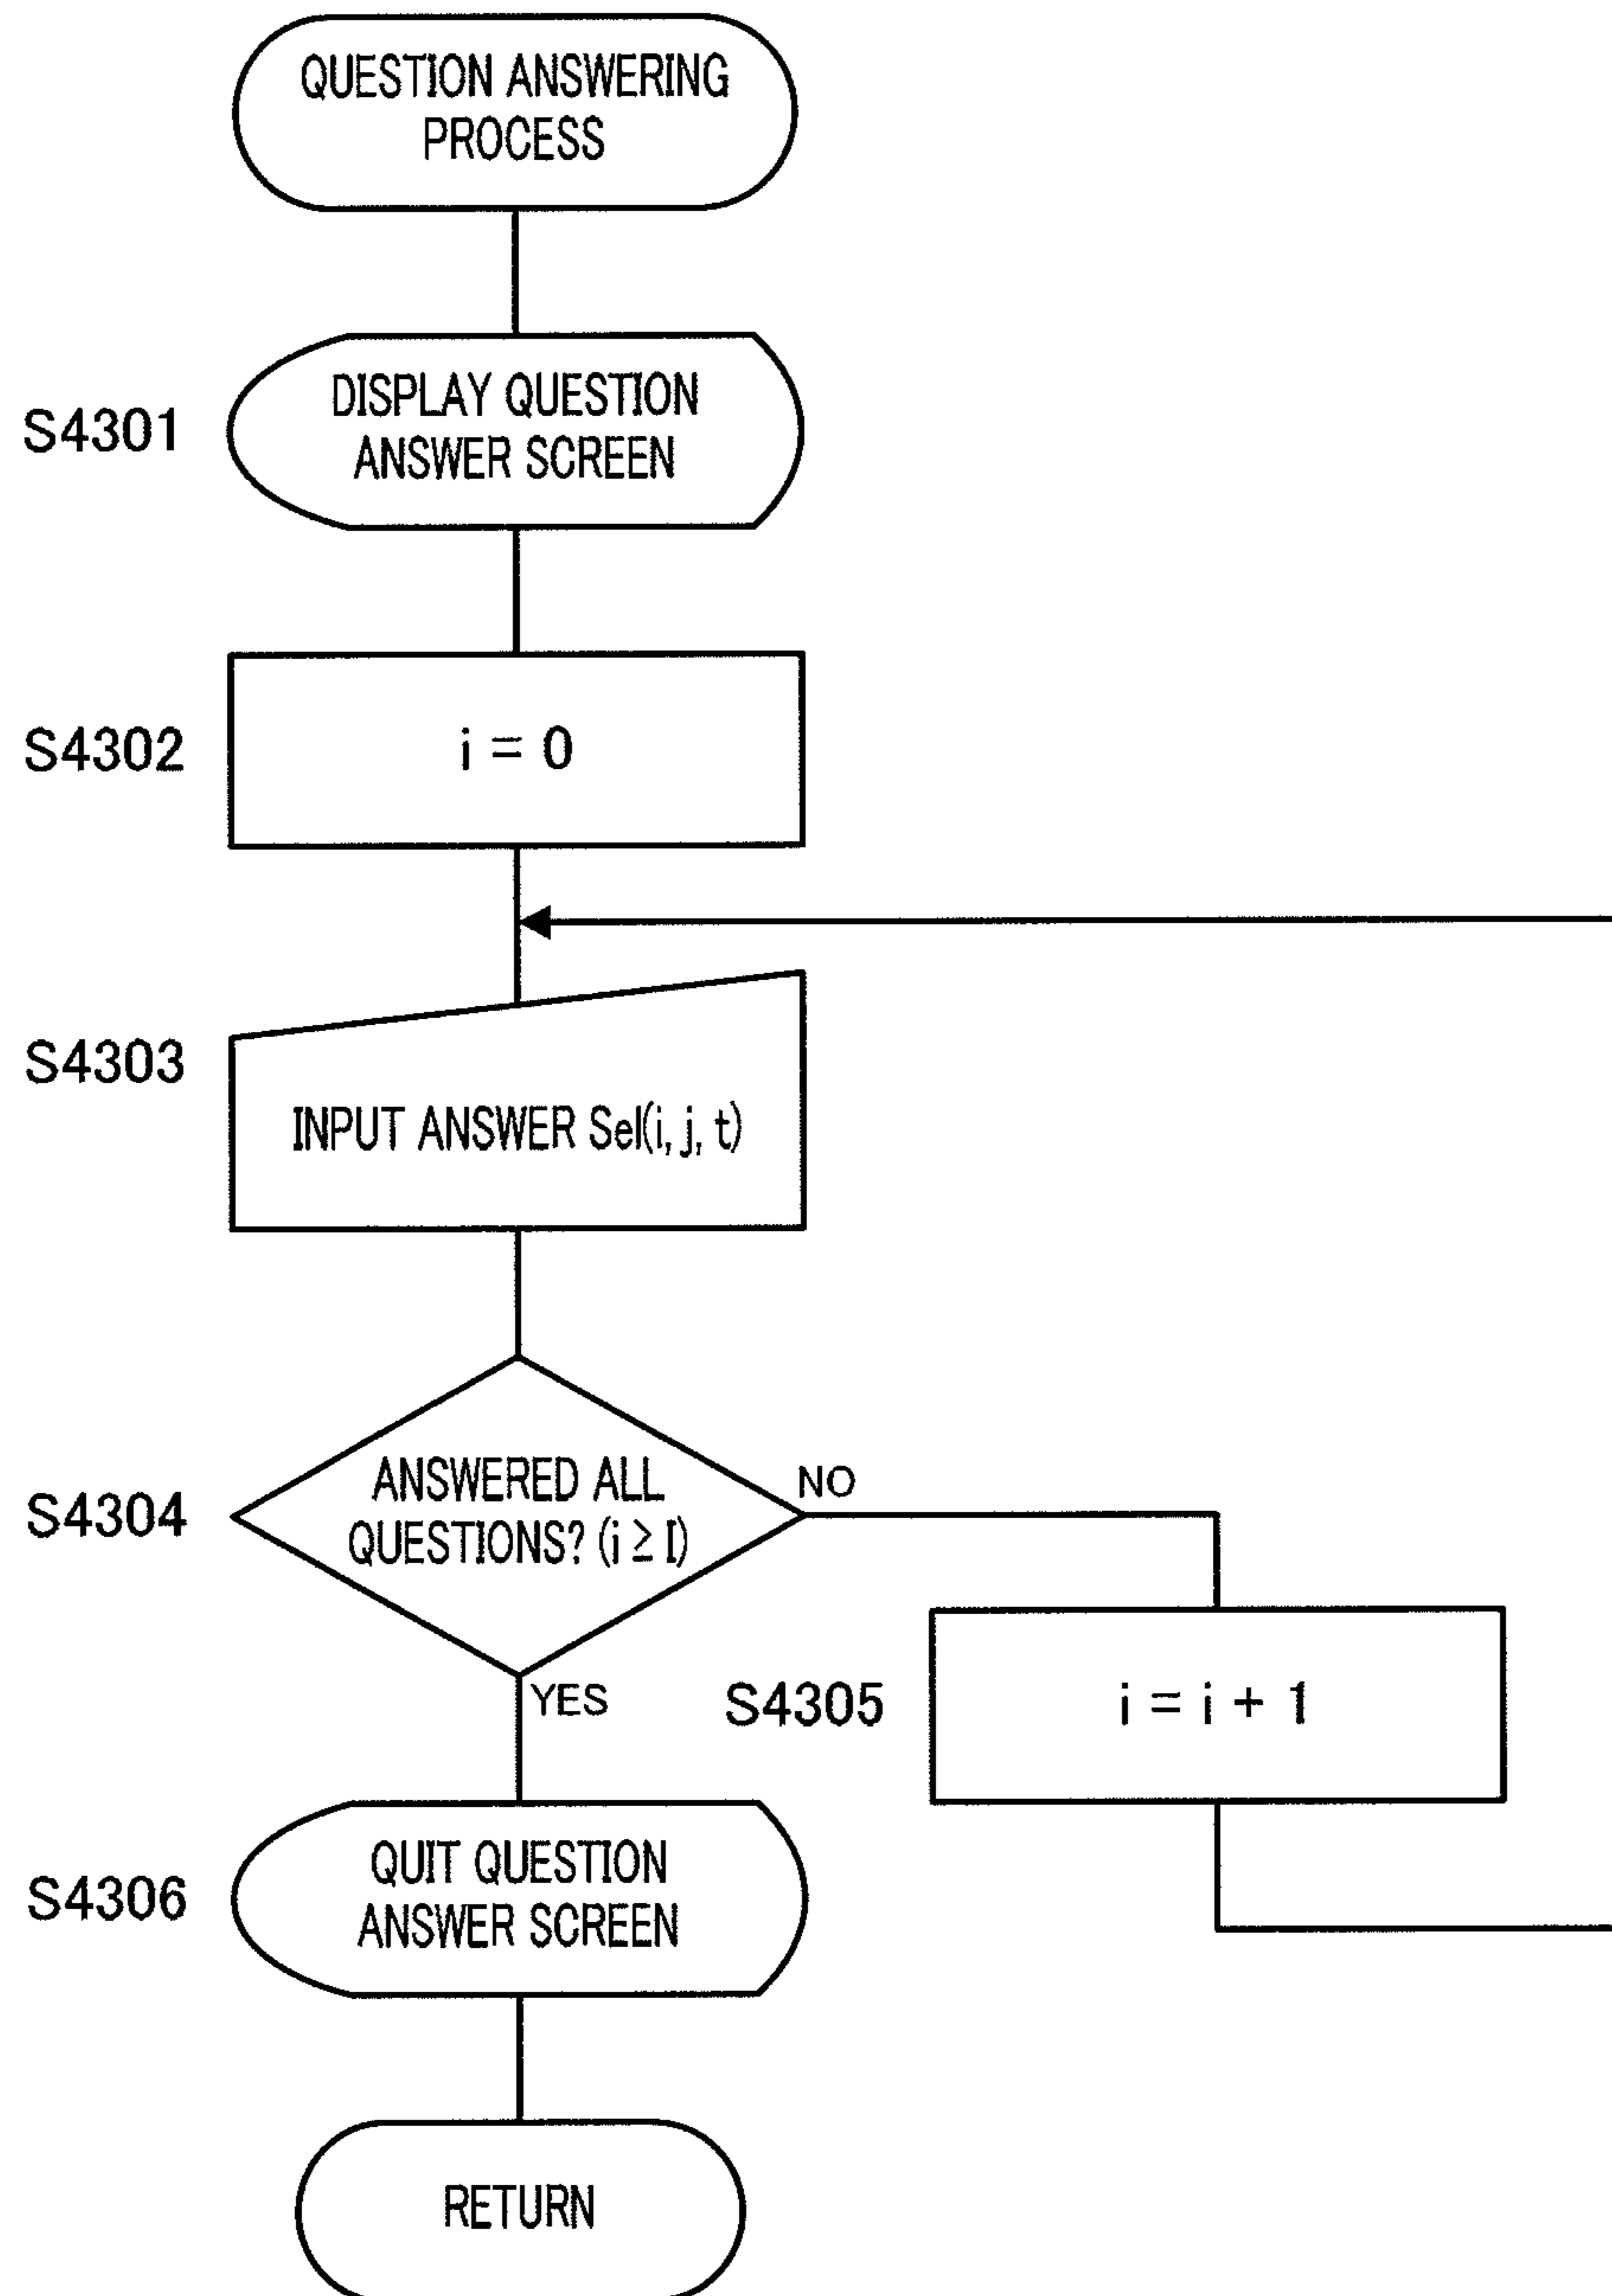 QUESTION ANSWERING
PROCESS
S4301
DISPLAY QUESTION
ANSWER SCREEN
S4302
i = 0
S4303
INPUT ANSWER Sel(i, j, t)
S4304
ANSWERED ALL
QUESTIONS? (i ≥ I)
NO
YES
S4305
i = i + 1
S4306
QUIT QUESTION
ANSWER SCREEN
RETURN